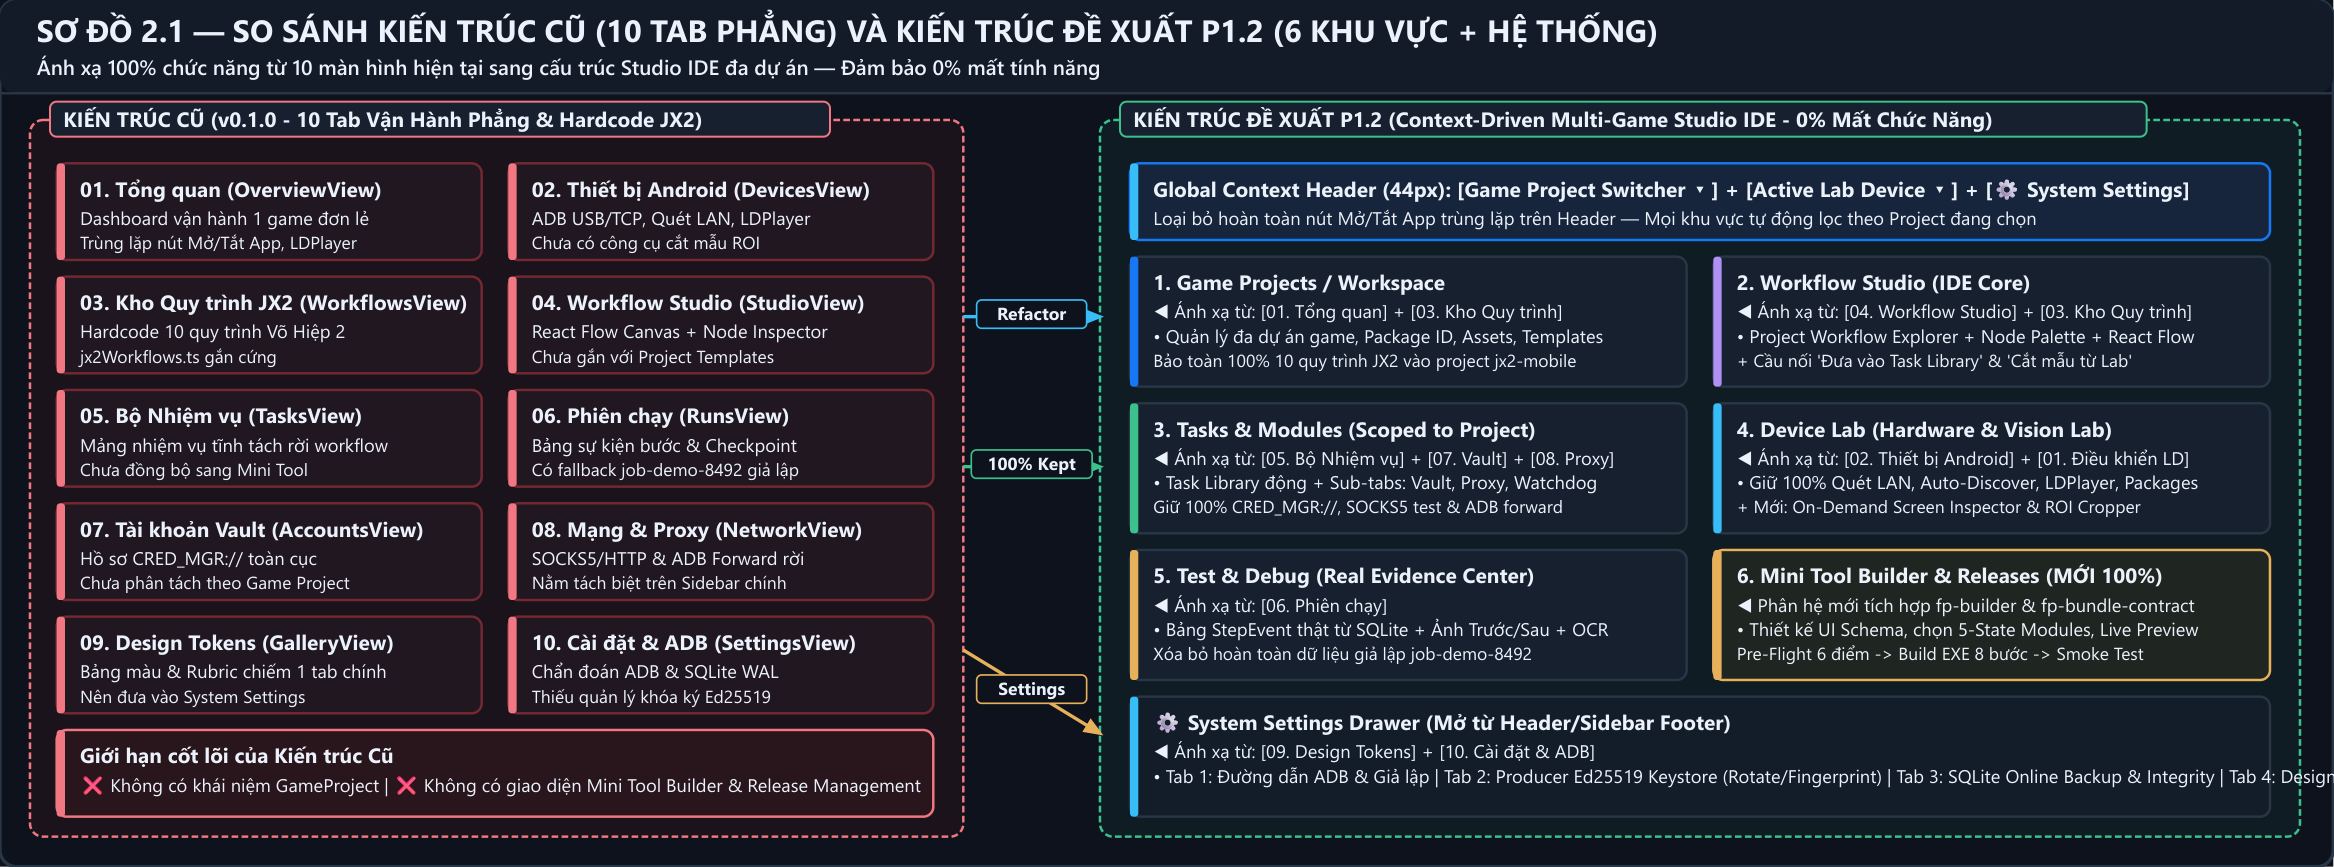 SƠ ĐỒ 2.1 — SO SÁNH KIẾN TRÚC CŨ (10 TAB PHẲNG) VÀ KIẾN TRÚC ĐỀ XUẤT P1.2 (6 KHU VỰC + HỆ THỐNG)
Ánh xạ 100% chức năng từ 10 màn hình hiện tại sang cấu trúc Studio IDE đa dự án — Đảm bảo 0% mất tính năng
KIẾN TRÚC CŨ (v0.1.0 - 10 Tab Vận Hành Phẳng & Hardcode JX2)
01. Tổng quan (OverviewView)
Dashboard vận hành 1 game đơn lẻ
Trùng lặp nút Mở/Tắt App, LDPlayer
02. Thiết bị Android (DevicesView)
ADB USB/TCP, Quét LAN, LDPlayer
Chưa có công cụ cắt mẫu ROI
03. Kho Quy trình JX2 (WorkflowsView)
Hardcode 10 quy trình Võ Hiệp 2
jx2Workflows.ts gắn cứng
04. Workflow Studio (StudioView)
React Flow Canvas + Node Inspector
Chưa gắn với Project Templates
05. Bộ Nhiệm vụ (TasksView)
Mảng nhiệm vụ tĩnh tách rời workflow
Chưa đồng bộ sang Mini Tool
06. Phiên chạy (RunsView)
Bảng sự kiện bước & Checkpoint
Có fallback job-demo-8492 giả lập
07. Tài khoản Vault (AccountsView)
Hồ sơ CRED_MGR:// toàn cục
Chưa phân tách theo Game Project
08. Mạng & Proxy (NetworkView)
SOCKS5/HTTP & ADB Forward rời
Nằm tách biệt trên Sidebar chính
09. Design Tokens (GalleryView)
Bảng màu & Rubric chiếm 1 tab chính
Nên đưa vào System Settings
10. Cài đặt & ADB (SettingsView)
Chẩn đoán ADB & SQLite WAL
Thiếu quản lý khóa ký Ed25519
Giới hạn cốt lõi của Kiến trúc Cũ
❌ Không có khái niệm GameProject | ❌ Không có giao diện Mini Tool Builder & Release Management
Refactor
100% Kept
Settings
KIẾN TRÚC ĐỀ XUẤT P1.2 (Context-Driven Multi-Game Studio IDE - 0% Mất Chức Năng)
Global Context Header (44px): [Game Project Switcher ▾ ] + [Active Lab Device ▾ ] + [⚙️ System Settings]
Loại bỏ hoàn toàn nút Mở/Tắt App trùng lặp trên Header — Mọi khu vực tự động lọc theo Project đang chọn
1. Game Projects / Workspace
◀ Ánh xạ từ: [01. Tổng quan] + [03. Kho Quy trình]
• Quản lý đa dự án game, Package ID, Assets, Templates
Bảo toàn 100% 10 quy trình JX2 vào project jx2-mobile
2. Workflow Studio (IDE Core)
◀ Ánh xạ từ: [04. Workflow Studio] + [03. Kho Quy trình]
• Project Workflow Explorer + Node Palette + React Flow
+ Cầu nối 'Đưa vào Task Library' & 'Cắt mẫu từ Lab'
3. Tasks & Modules (Scoped to Project)
◀ Ánh xạ từ: [05. Bộ Nhiệm vụ] + [07. Vault] + [08. Proxy]
• Task Library động + Sub-tabs: Vault, Proxy, Watchdog
Giữ 100% CRED_MGR://, SOCKS5 test & ADB forward
4. Device Lab (Hardware & Vision Lab)
◀ Ánh xạ từ: [02. Thiết bị Android] + [01. Điều khiển LD]
• Giữ 100% Quét LAN, Auto-Discover, LDPlayer, Packages
+ Mới: On-Demand Screen Inspector & ROI Cropper
5. Test & Debug (Real Evidence Center)
◀ Ánh xạ từ: [06. Phiên chạy]
• Bảng StepEvent thật từ SQLite + Ảnh Trước/Sau + OCR
Xóa bỏ hoàn toàn dữ liệu giả lập job-demo-8492
6. Mini Tool Builder & Releases (MỚI 100%)
◀ Phân hệ mới tích hợp fp-builder & fp-bundle-contract
• Thiết kế UI Schema, chọn 5-State Modules, Live Preview
Pre-Flight 6 điểm -> Build EXE 8 bước -> Smoke Test
⚙️ System Settings Drawer (Mở từ Header/Sidebar Footer)
◀ Ánh xạ từ: [09. Design Tokens] + [10. Cài đặt & ADB]
• Tab 1: Đường dẫn ADB & Giả lập | Tab 2: Producer Ed25519 Keystore (Rotate/Fingerprint) | Tab 3: SQLite Online Backup & Integrity | Tab 4: Design